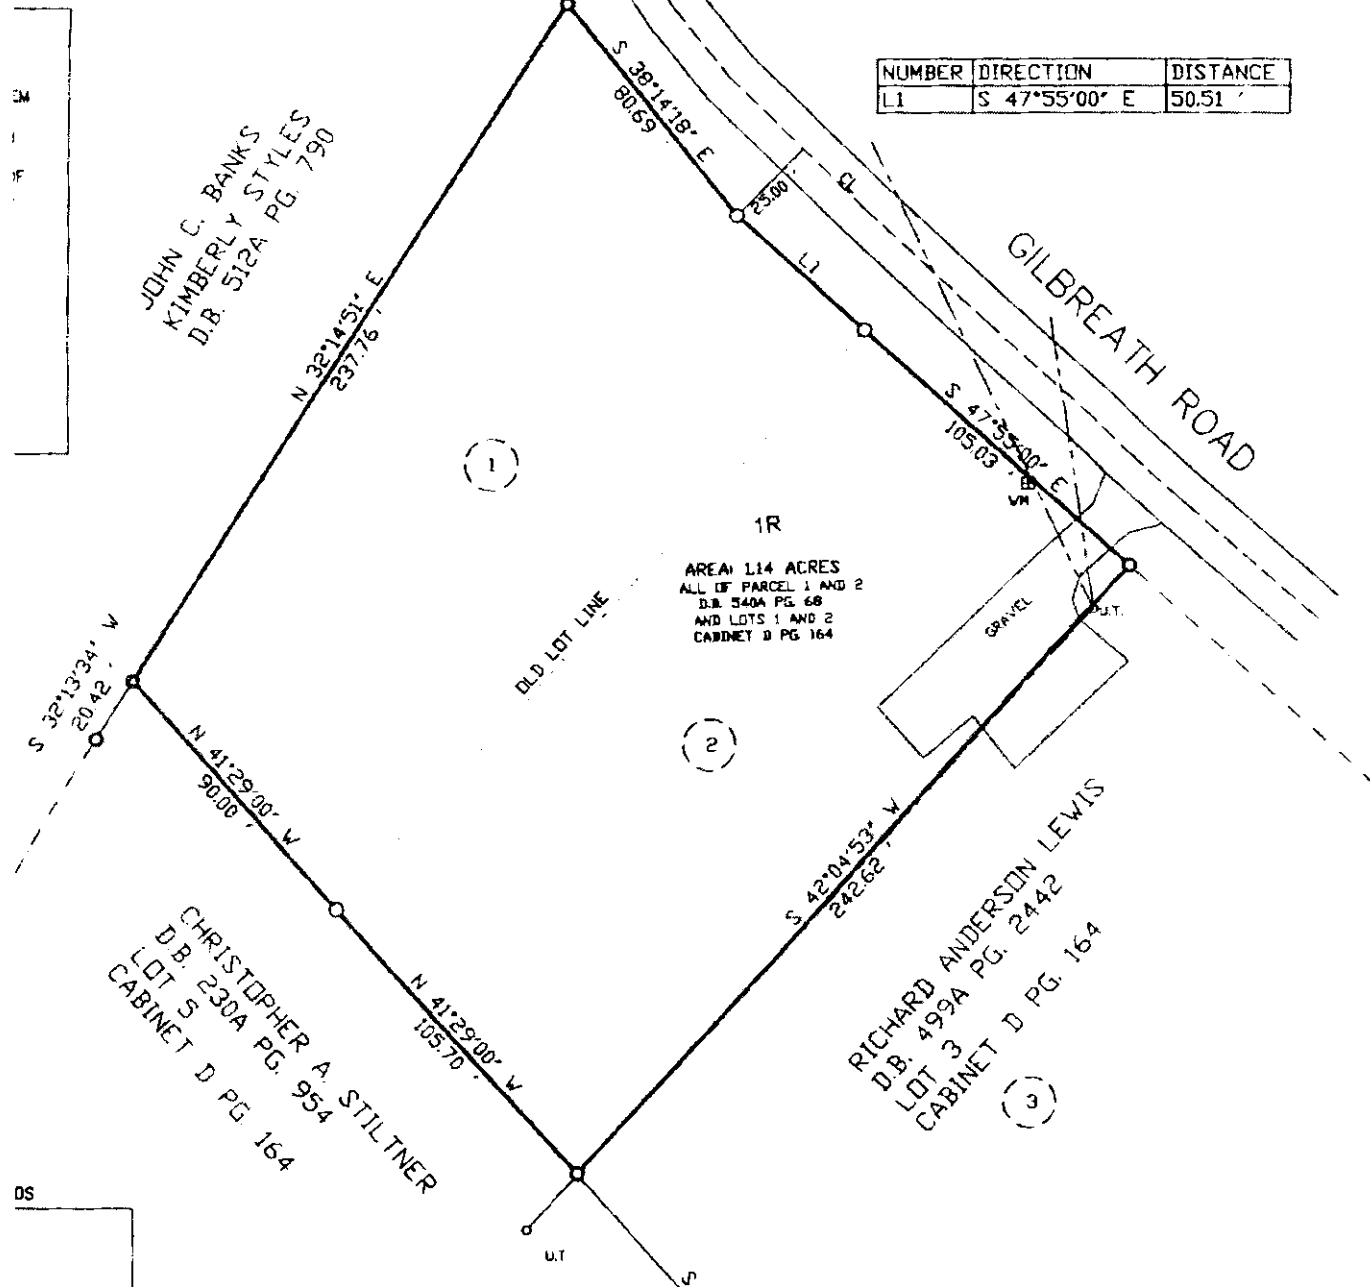 EM
OF
DS
NUMBER DIRECTION DISTANCE
L1 S 47°55'00" E 50.51 '
S 38°14'18" E
80.69 '
25.00 '
CL
L1
GILBREATH ROAD
JOHN C. BANKS
KIMBERLY STYLES
D.B. 512A PG. 790
N 32°14'51" E
237.76 '
S 47°55'00" E
105.03 '
WM
1
1R
AREA: 1.14 ACRES
ALL OF PARCEL 1 AND 2
D.B. 540A PG. 68
AND LOTS 1 AND 2
CABINET D PG. 164
OLD LOT LINE
GRAVEL
U.T.
S 32°13'34" W
20.42 '
2
N 41°29'00" W
90.00 '
S 42°04'53" W
242.62 '
CHRISTOPHER A. STILTNER
D.B. 230A PG. 954
LOT 5
CABINET D PG. 164
N 41°29'00" W
105.70 '
RICHARD ANDERSON LEWIS
D.B. 499A PG. 2442
LOT 3
CABINET D PG. 164
3
U.T
S